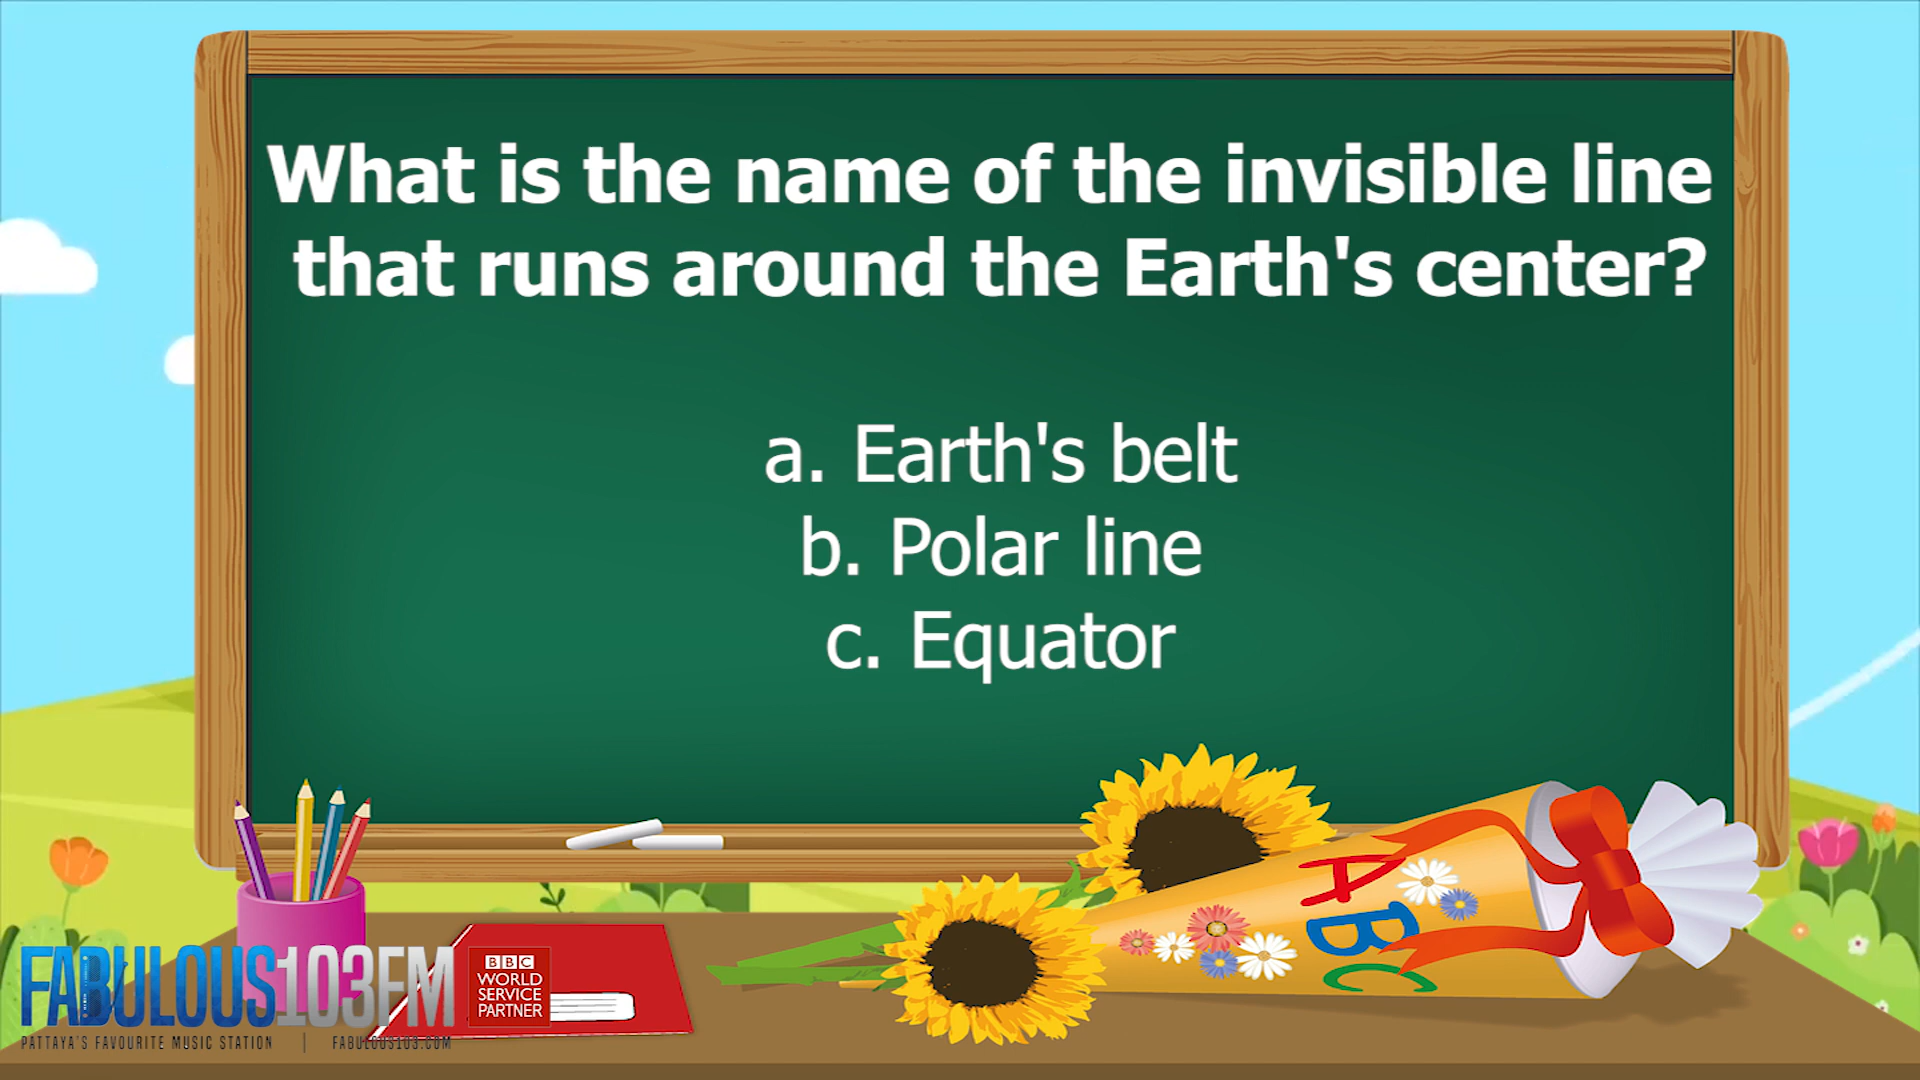 What is the name of the invisible line
that runs around the Earth's center?
a. Earth's belt
b. Polar line
c. Equator
ABC
FABULOUS103FM
PATTAYA'S FAVOURITE MUSIC STATION | FABULOUS103.COM
BBC
WORLD
SERVICE
PARTNER